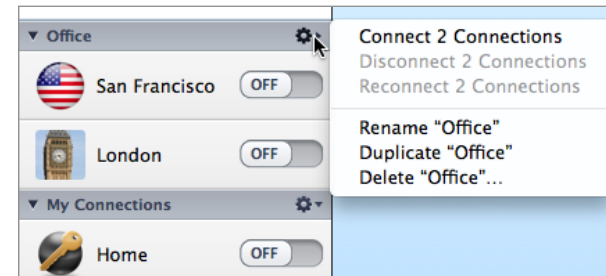 Office
San Francisco OFF
London OFF
My Connections
Home OFF
Connect 2 Connections
Disconnect 2 Connections
Reconnect 2 Connections
Rename “Office”
Duplicate “Office”
Delete “Office”...